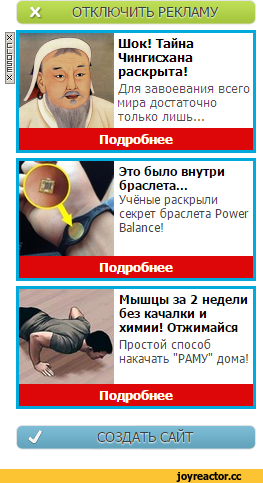 ОТКЛЮЧИТЬ РЕКЛАМУ
Шок! Тайна
Чингисхана
раскрыта!
Для завоевания всего
мира достаточно
только лишь...
Подробнее
Это было внутри
браслета...
Учёные раскрыли
секрет браслета Power
Balance!
Подробнее
Мышцы за 2 недели
без качалки и
химии! Отжимайся
Простой способ
накачать "РАМУ" дома!
Подробнее
СОЗДАТЬ САЙТ
joyreactor.cc